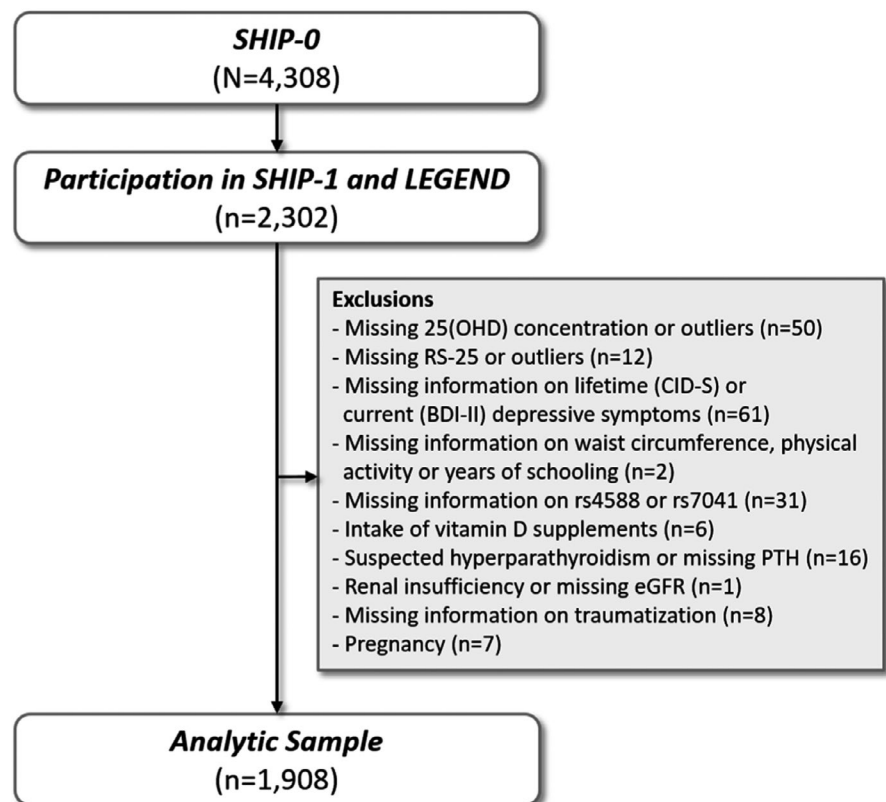 SHIP-0
(N=4,308)
Participation in SHIP-1 and LEGEND
(n=2,302)
Exclusions
- Missing 25(OHD) concentration or outliers (n=50)
- Missing RS-25 or outliers (n=12)
- Missing information on lifetime (CID-S) or
current (BDI-II) depressive symptoms (n=61)
- Missing information on waist circumference, physical
activity or years of schooling (n=2)
- Missing information on rs4588 or rs7041 (n=31)
- Intake of vitamin D supplements (n=6)
- Suspected hyperparathyroidism or missing PTH (n=16)
- Renal insufficiency or missing eGFR (n=1)
- Missing information on traumatization (n=8)
- Pregnancy (n=7)
Analytic Sample
(n=1,908)